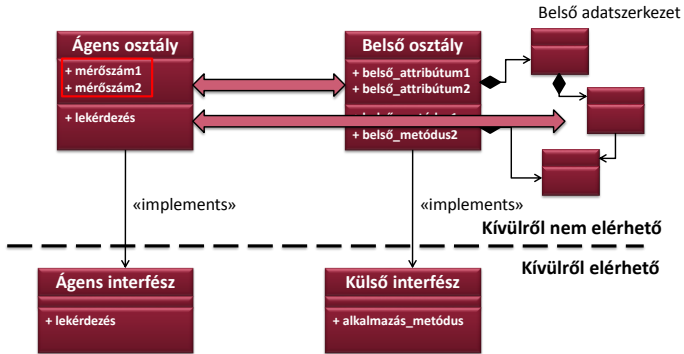 Belső adatszerkezet
Ágens osztály
+ mérőszám1
+ mérőszám2
+ lekérdezés
Belső osztály
+ belső_attribútum1
+ belső_attribútum2
+ belső_metódus2
«implements»
«implements»
Kívülről nem elérhető
Kívülről elérhető
Ágens interfész
+ lekérdezés
Külső interfész
+ alkalmazás_metódus